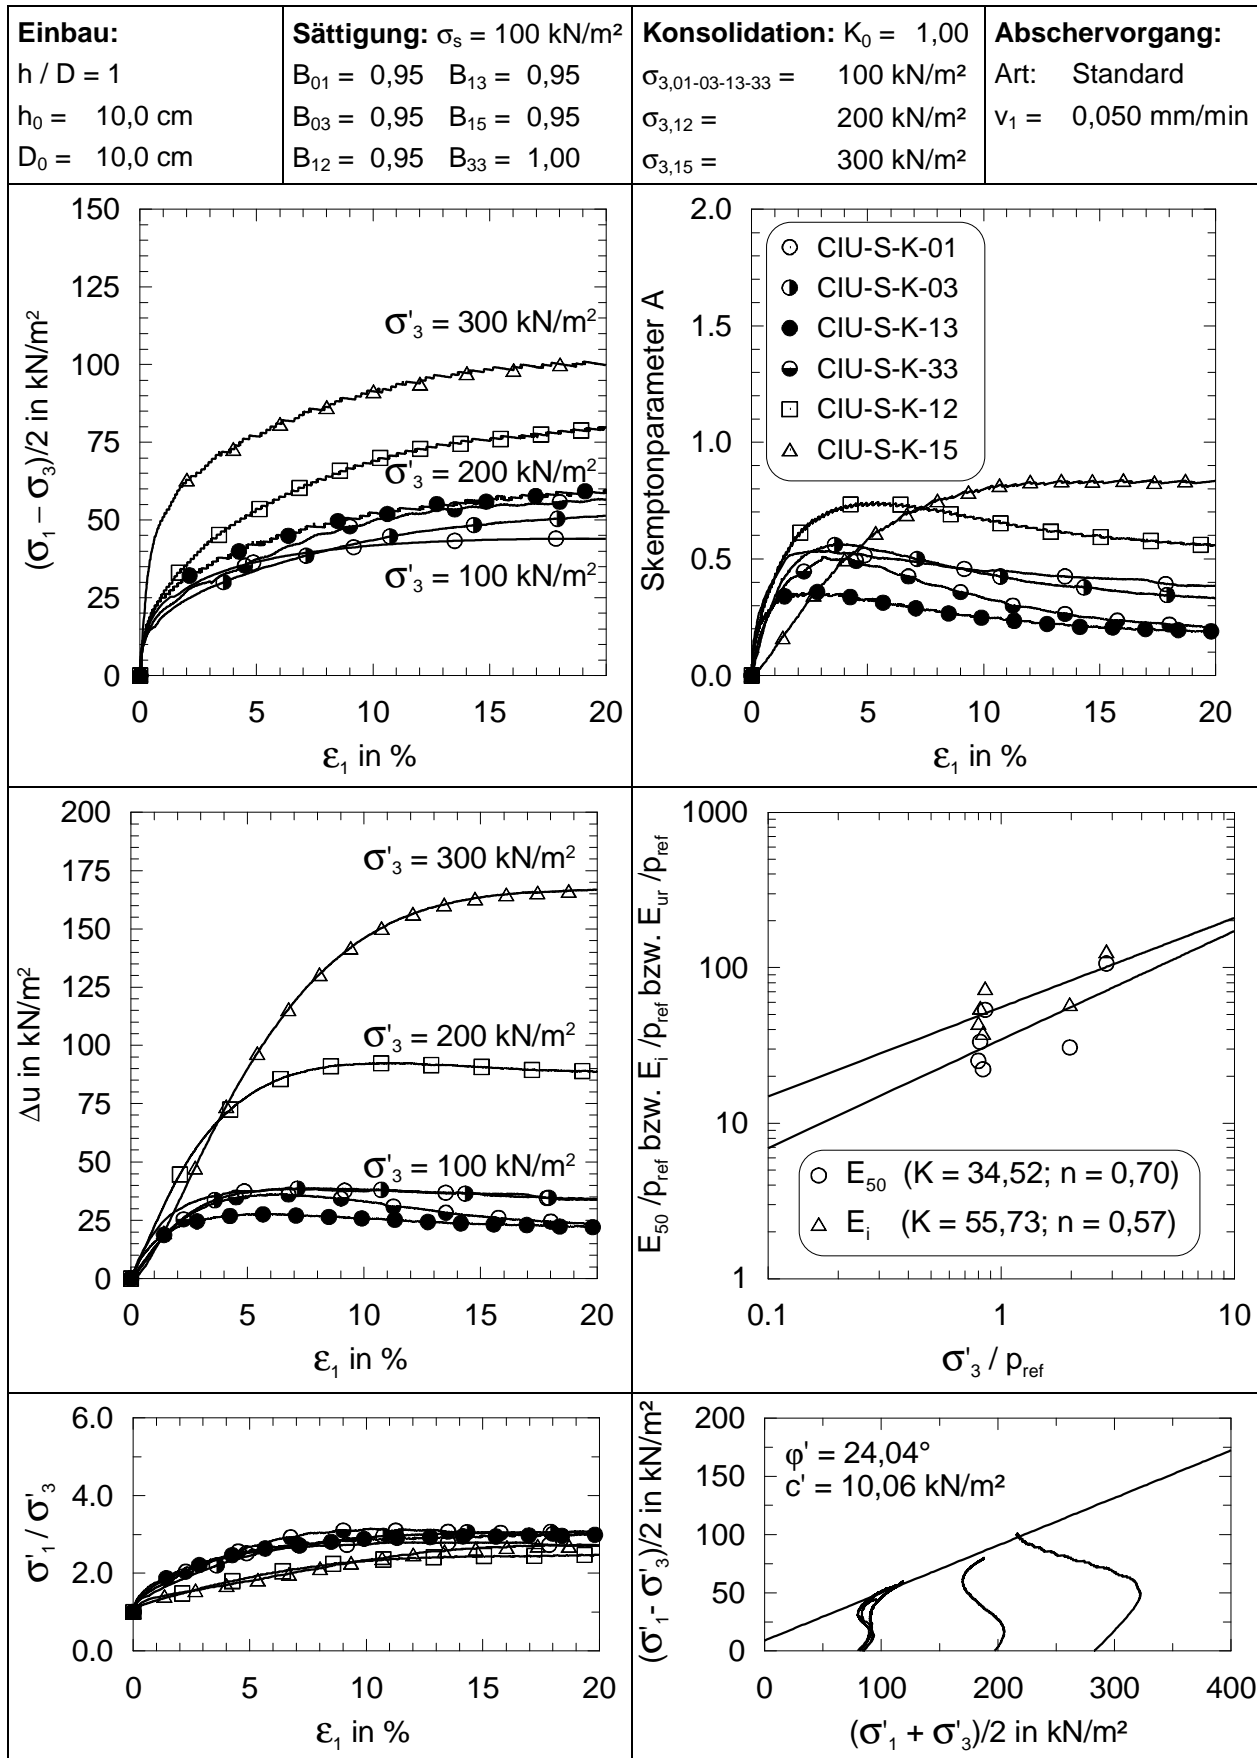 Einbau:
h / D = 1
h0 = 10,0 cm
D0 = 10,0 cm
Sättigung: σs = 100 kN/m²
B01 = 0,95 B13 = 0,95
B03 = 0,95 B15 = 0,95
B12 = 0,95 B33 = 1,00
Konsolidation: K0 = 1,00
σ3,01-03-13-33 = 100 kN/m²
σ3,12 = 200 kN/m²
σ3,15 = 300 kN/m²
Abschervorgang:
Art: Standard
v1 = 0,050 mm/min
(σ1 – σ3)/2 in kN/m²
150
125
100
75
50
25
0
σ'3 = 300 kN/m²
σ'3 = 200 kN/m²
σ'3 = 100 kN/m²
0 5 10 15 20
ε1 in %
Skemptonparameter A
2.0
1.5
1.0
0.5
0.0
CIU-S-K-01
CIU-S-K-03
CIU-S-K-13
CIU-S-K-33
CIU-S-K-12
CIU-S-K-15
0 5 10 15 20
ε1 in %
Δu in kN/m²
200
175
150
125
100
75
50
25
0
σ'3 = 300 kN/m²
σ'3 = 200 kN/m²
σ'3 = 100 kN/m²
0 5 10 15 20
ε1 in %
E50 /pref bzw. Ei /pref bzw. Eur /pref
1000
100
10
1
E50 (K = 34,52; n = 0,70)
Ei (K = 55,73; n = 0,57)
0.1 1 10
σ'3 / pref
σ'1 / σ'3
6.0
4.0
2.0
0.0
0 5 10 15 20
ε1 in %
(σ'1 - σ'3)/2 in kN/m²
200
175
150
100
50
0
φ' = 24,04°
c' = 10,06 kN/m²
0 100 200 300 400
(σ'1 + σ'3)/2 in kN/m²